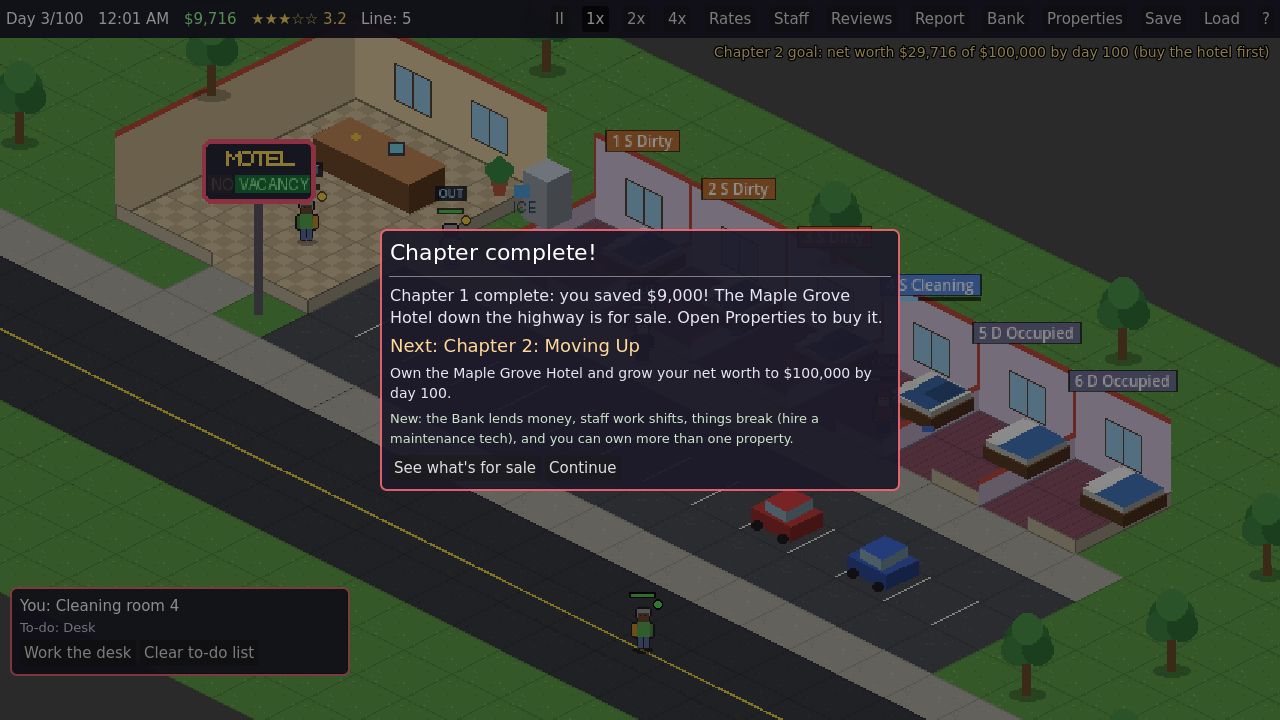 Day 3/100 12:01 AM $9,716 ★★★☆☆ 3.2 Line: 5 II 1x 2x 4x Rates Staff Reviews Report Bank Properties Save Load ?
Chapter 2 goal: net worth $29,716 of $100,000 by day 100 (buy the hotel first)
1 S Dirty
MOTEL
NO VACANCY
2 S Dirty
OUT
ICE
3 S Dirty
4 S Cleaning
5 D Occupied
6 D Occupied
Chapter complete!
Chapter 1 complete: you saved $9,000! The Maple Grove
Hotel down the highway is for sale. Open Properties to buy it.
Next: Chapter 2: Moving Up
Own the Maple Grove Hotel and grow your net worth to $100,000 by
day 100.
New: the Bank lends money, staff work shifts, things break (hire a
maintenance tech), and you can own more than one property.
See what's for sale Continue
You: Cleaning room 4
To-do: Desk
Work the desk Clear to-do list